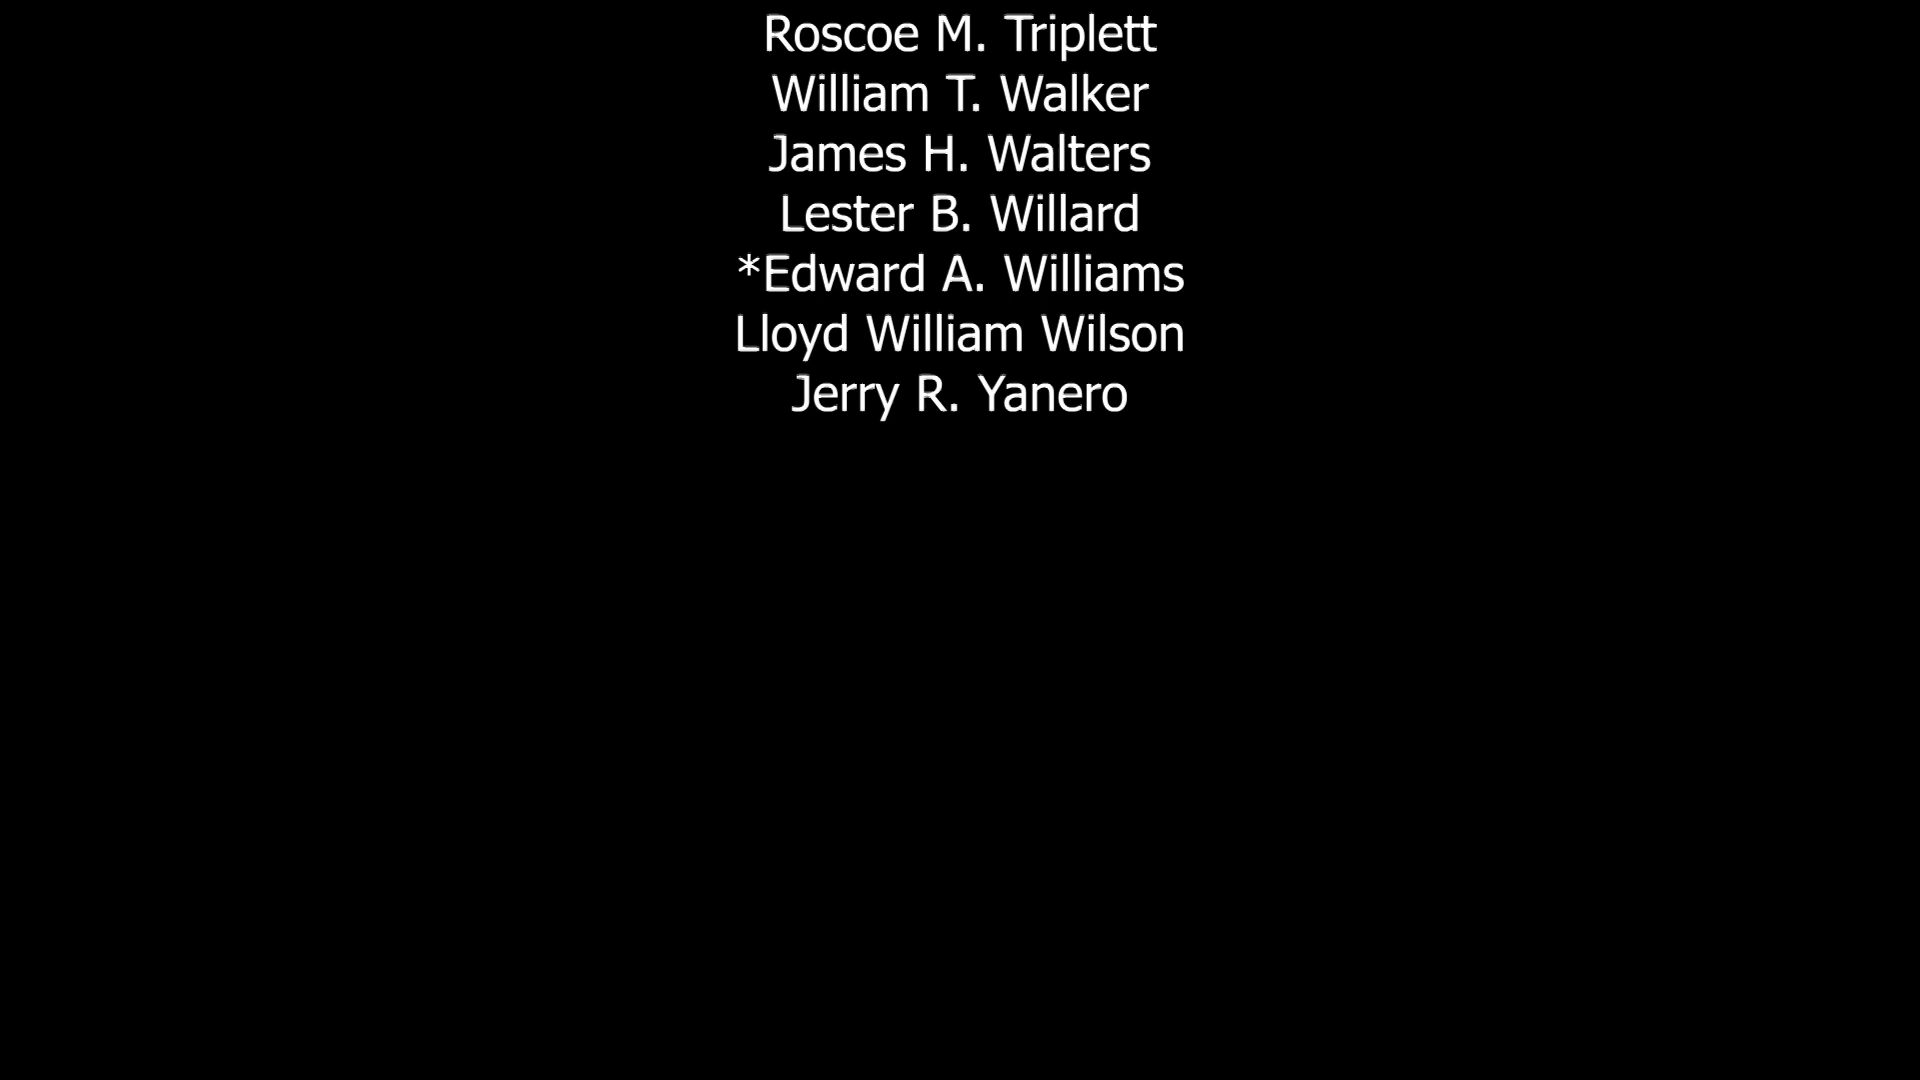 Roscoe M. Triplett
William T. Walker
James H. Walters
Lester B. Willard
*Edward A. Williams
Lloyd William Wilson
Jerry R. Yanero